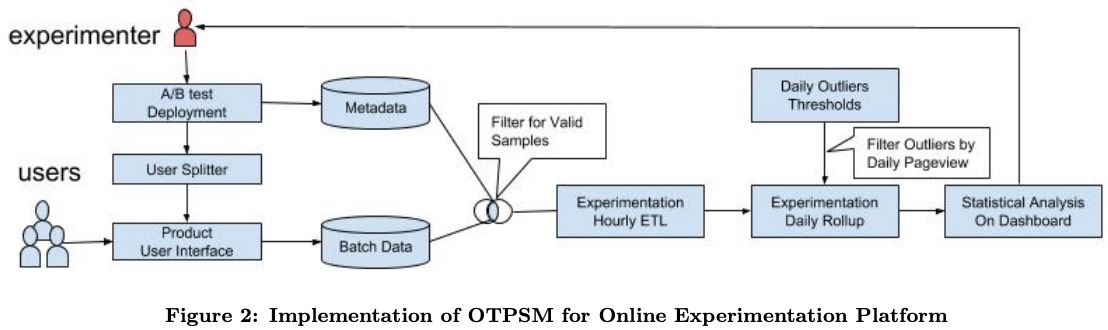 experimenter
A/B test
Deployment
Metadata
Daily Outliers
Thresholds
Filter for Valid
Samples
Filter Outliers by
Daily Pageview
User Splitter
users
Product
User Interface
Batch Data
Experimentation
Hourly ETL
Experimentation
Daily Rollup
Statistical Analysis
On Dashboard
Figure 2: Implementation of OTPSM for Online Experimentation Platform